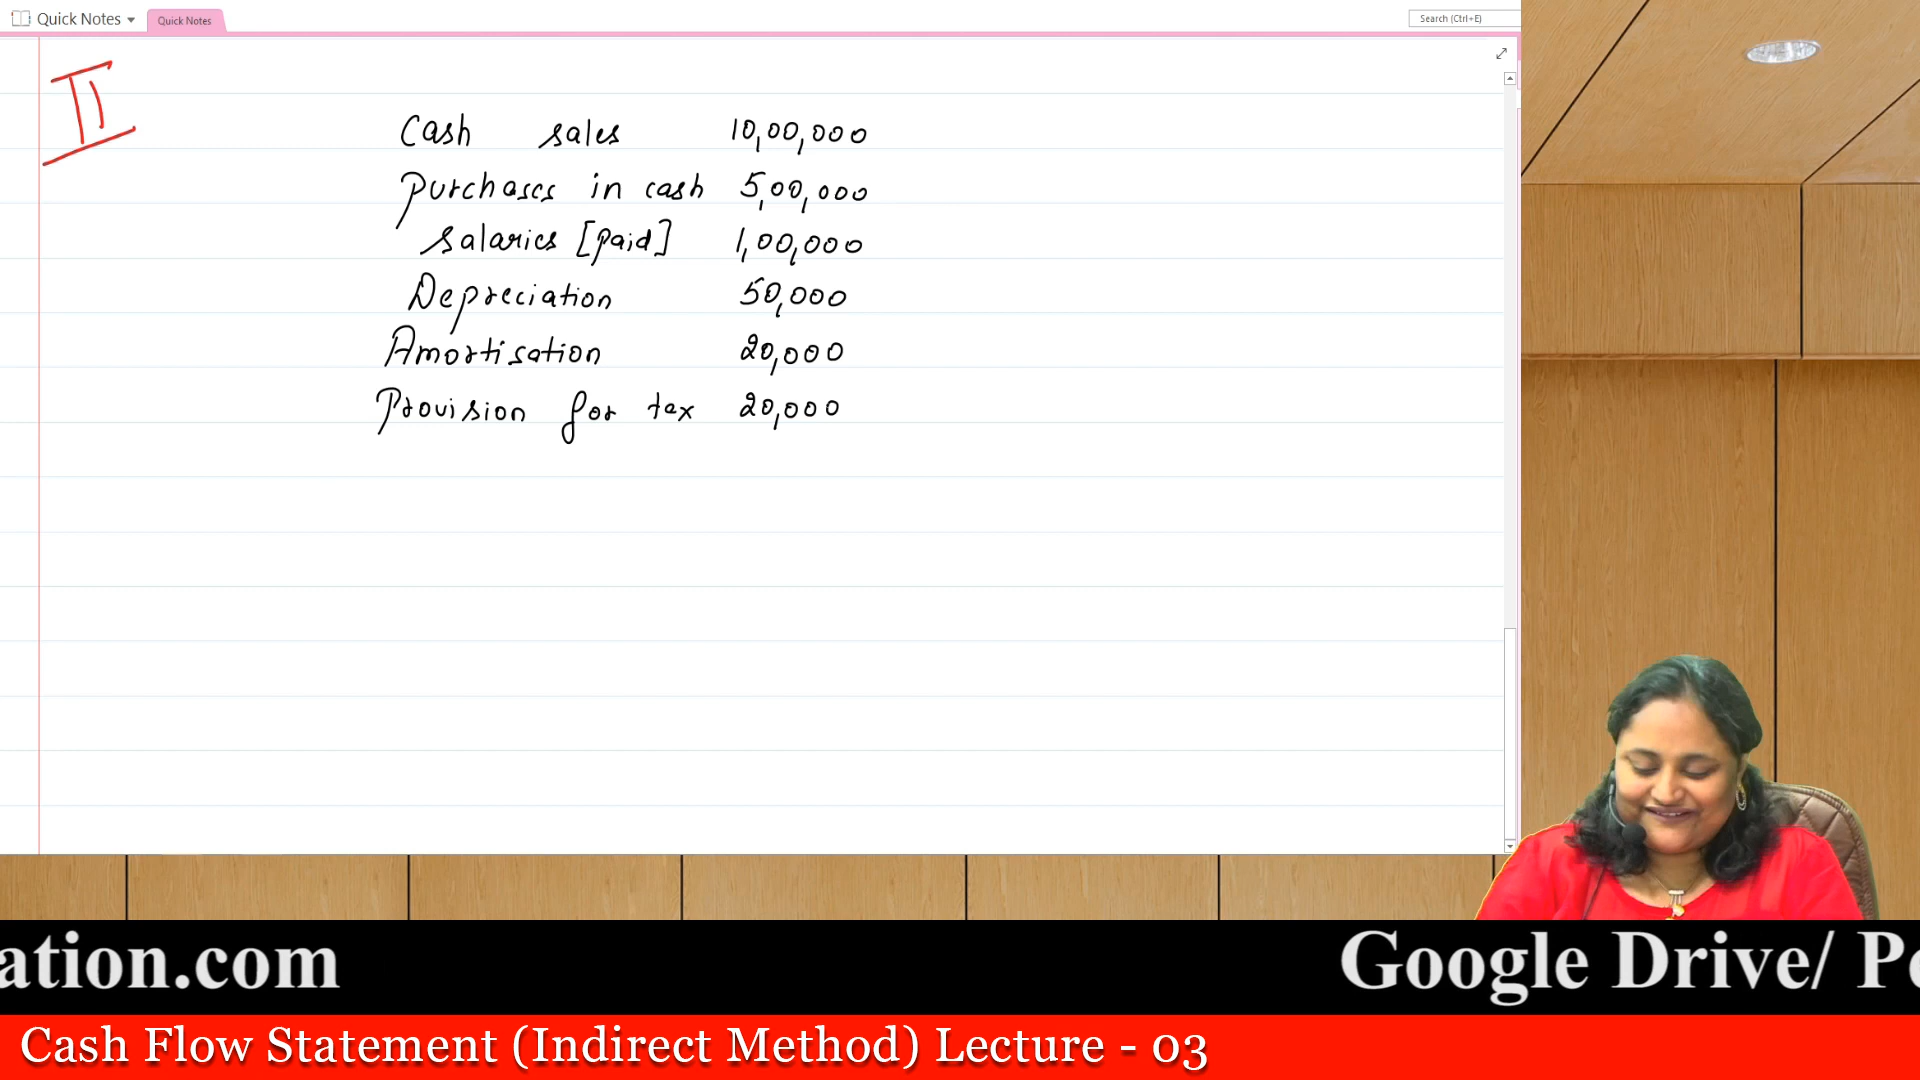 Quick Notes
Quick Notes
Search (Ctrl+E)
II
Cash sales 10,00,000
Purchases in cash 5,00,000
Salaries [paid] 1,00,000
Depreciation 50,000
Amortisation 20,000
Provision for tax 20,000
ation.com Google Drive/ Pe
Cash Flow Statement (Indirect Method) Lecture - 03